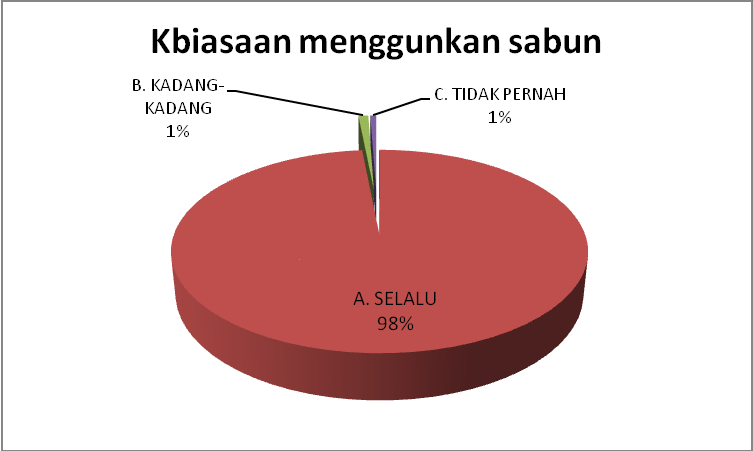 Kbiasaan menggunkan sabun
B. KADANG-
KADANG
1%
C. TIDAK PERNAH
1%
A. SELALU
98%